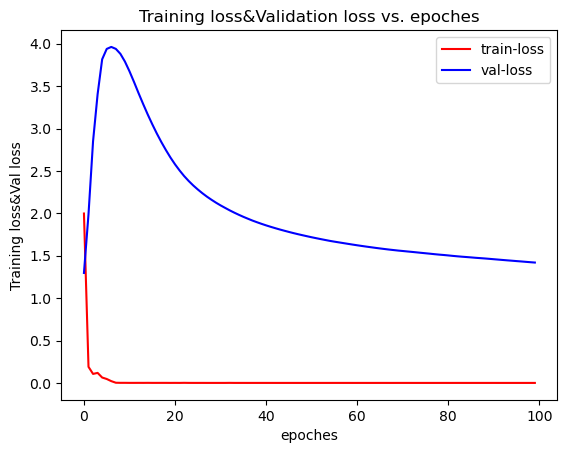 Training loss&Validation loss vs. epoches
train-loss
val-loss
Training loss&Val loss
4.0
3.5
3.0
2.5
2.0
1.5
1.0
0.5
0.0
0 20 40 60 80 100
epoches